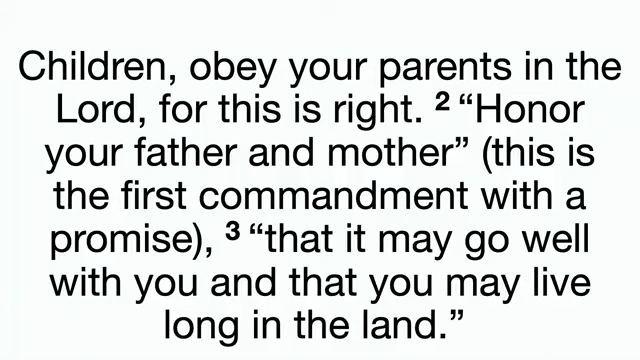 Children, obey your parents in the
Lord, for this is right. ² “Honor
your father and mother” (this is
the first commandment with a
promise), ³ “that it may go well
with you and that you may live
long in the land.”